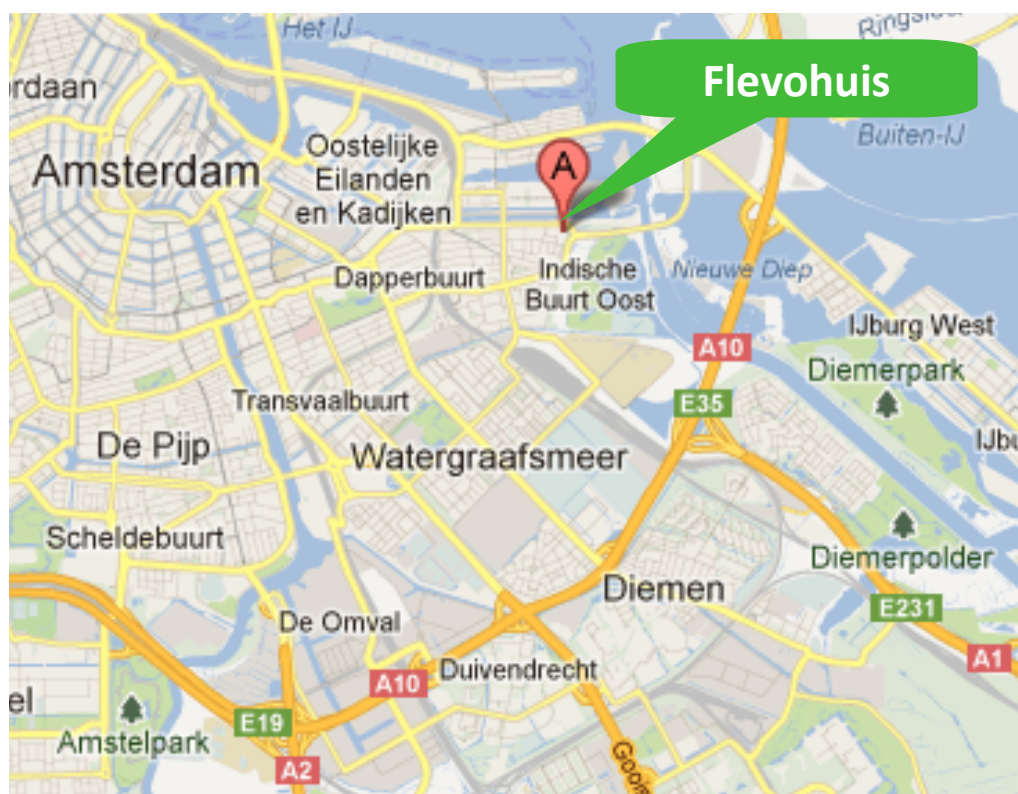 Het IJ
Flevohuis
rdaan
Buiten-IJ
Oostelijke
Eilanden
en Kadijken
A
Amsterdam
Dapperbuurt
Indische
Buurt Oost
Nieuwe Diep
IJburg West
A10
Diemerpark
E35
Transvaalbuurt
De Pijp
Watergraafsmeer
IJbu
Scheldebuurt
Diemerpolder
Diemen
E231
De Omval
A1
Duivendrecht
A10
el
E19
Amstelpark
A2